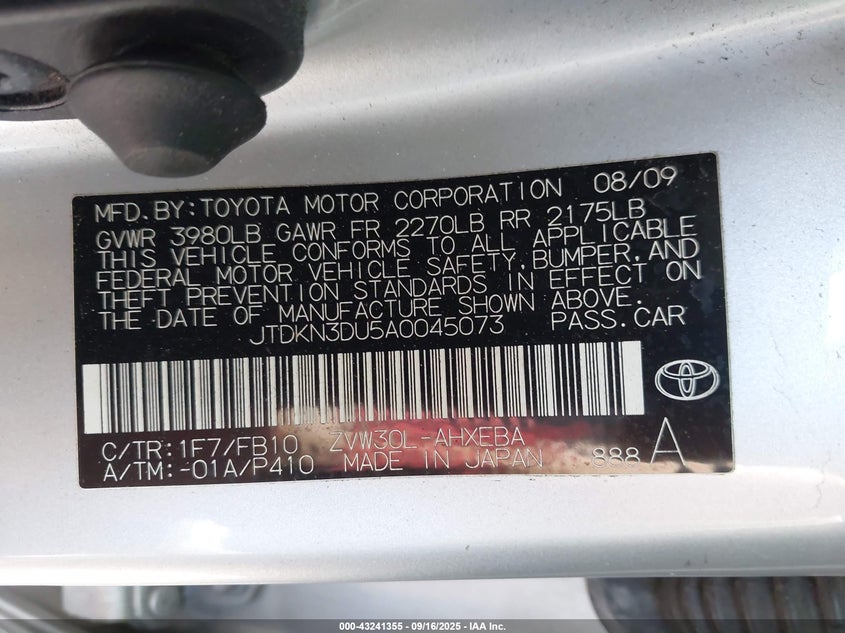 MFD. BY: TOYOTA MOTOR CORPORATION 08/09
GVWR 3980LB GAWR FR 2270LB RR 2175LB
THIS VEHICLE CONFORMS TO ALL APPLICABLE
FEDERAL MOTOR VEHICLE SAFETY, BUMPER, AND
THEFT PREVENTION STANDARDS IN EFFECT ON
THE DATE OF MANUFACTURE SHOWN ABOVE.
JTDKN3DU5A0045073 PASS. CAR
C/TR: 1F7/FB10 ZVW30L-AHXEBA
A/TM: -01A/P410 MADE IN JAPAN 888 A
000-43241355 - 09/16/2025 - IAA Inc.